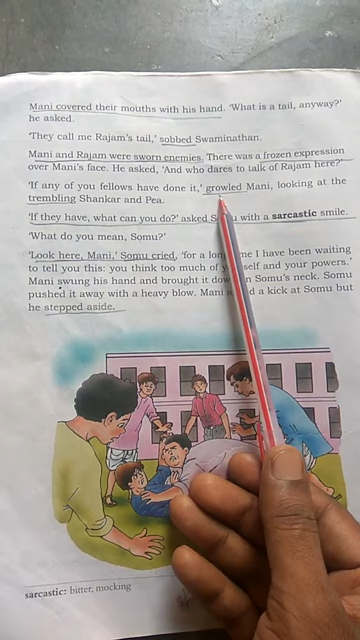 Mani covered their mouths with his hand. 'What is a tail, anyway?'
he asked.
'They call me Rajam's tail,' sobbed Swaminathan.
Mani and Rajam were sworn enemies. There was a frozen expression
over Mani's face. He asked, 'And who dares to talk of Rajam here?'
'If any of you fellows have done it,' growled Mani, looking at the
trembling Shankar and Pea.
'If they have, what can you do?' asked with a sarcastic smile.
'What do you mean, Somu?'
'Look here, Mani,' Somu cried, 'for a long I have been waiting
to tell you this: you think too much of and your powers.'
Mani swung his hand and brought it Somu's neck. Somu
pushed it away with a heavy blow. Mani a kick at Somu but
he stepped aside.
sarcastic: bitter, mocking